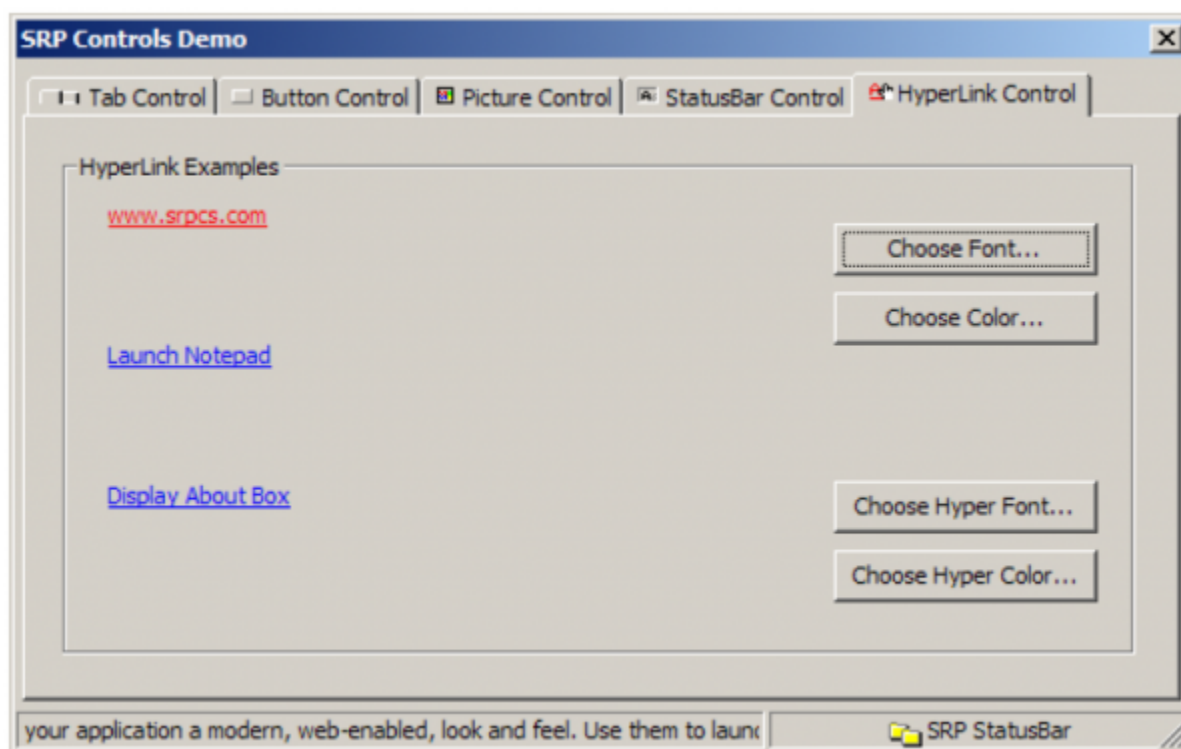 SRP Controls Demo
Tab Control Button Control Picture Control StatusBar Control HyperLink Control
HyperLink Examples
www.srpcs.com
Choose Font...
Choose Color...
Launch Notepad
Display About Box
Choose Hyper Font...
Choose Hyper Color...
your application a modern, web-enabled, look and feel. Use them to launc SRP StatusBar